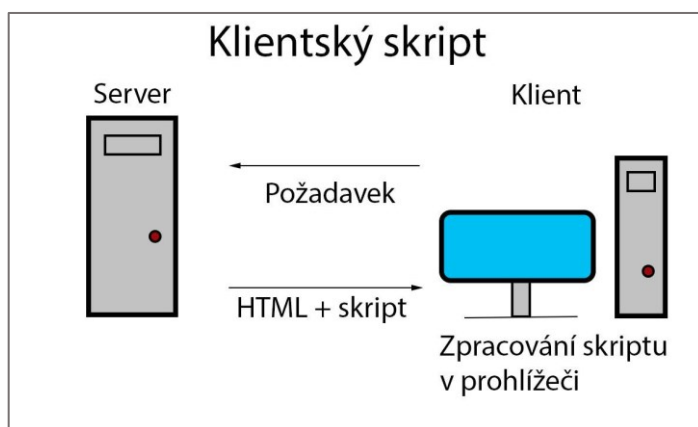 Klientský skript
Server
Klient
Požadavek
HTML + skript
Zpracování skriptu
v prohlížeči